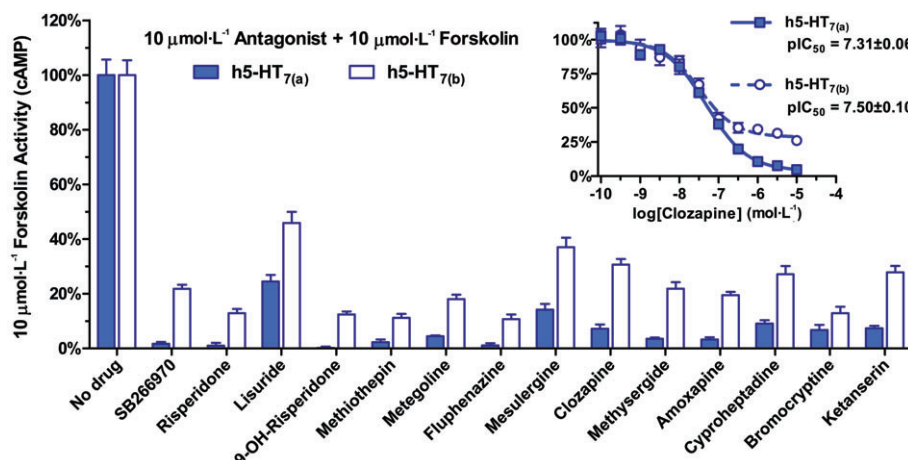 120%
100%
80%
60%
40%
20%
0%
10 μmol·L⁻¹ Forskolin Activity (cAMP)
10 μmol·L⁻¹ Antagonist + 10 μmol·L⁻¹ Forskolin
h5-HT7(a)
h5-HT7(b)
100%
75%
50%
25%
0%
-10 -9 -8 -7 -6 -5 -4
log[Clozapine] (mol·L⁻¹)
h5-HT7(a)
pIC50 = 7.31±0.06
h5-HT7(b)
pIC50 = 7.50±0.10
No drug
SB266970
Risperidone
Lisuride
9-OH-Risperidone
Methiothepin
Metegoline
Fluphenazine
Mesulergine
Clozapine
Methysergide
Amoxapine
Cyproheptadine
Bromocryptine
Ketanserin